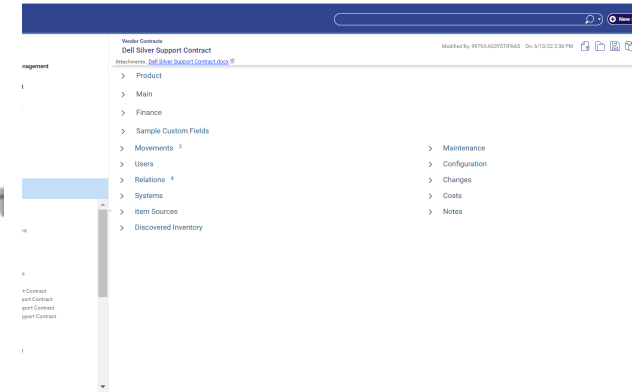 New
Vendor Contracts
Dell Silver Support Contract
Modified By 99793-ASSYSTIPAAS On: 6/13/22 2:38 PM
Attachments: Dell Silver Support Contract.docx
nagement
Product
Main
Finance
Sample Custom Fields
Movements 3
Maintenance
Users
Configuration
Relations 4
Changes
Systems
Costs
Item Sources
Notes
Discovered Inventory
nt
s
t Contract
port Contract
pport Contract
pport Contract
t